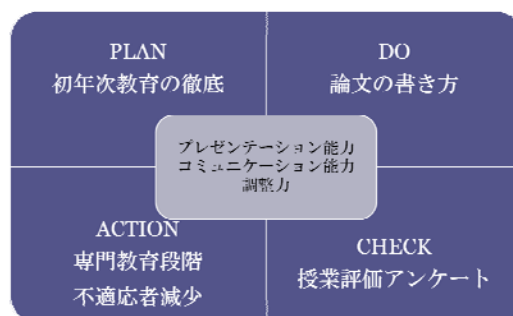 PLAN
初年次教育の徹底
DO
論文の書き方
プレゼンテーション能力
コミュニケーション能力
調整力
ACTION
専門教育段階
不適応者減少
CHECK
授業評価アンケート